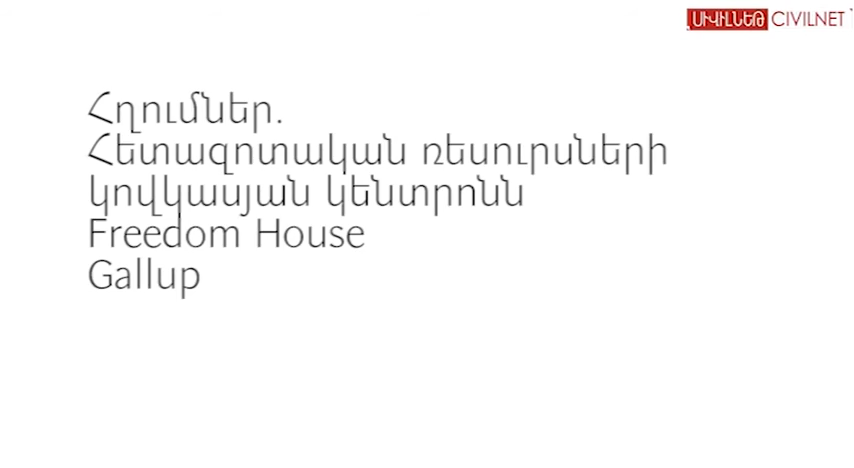 ՍԻՎԻԼՆԵԹ CIVILNET
Հղումներ.
Հետազոտական ռեսուրսների
կովկասյան կենտրոնն
Freedom House
Gallup